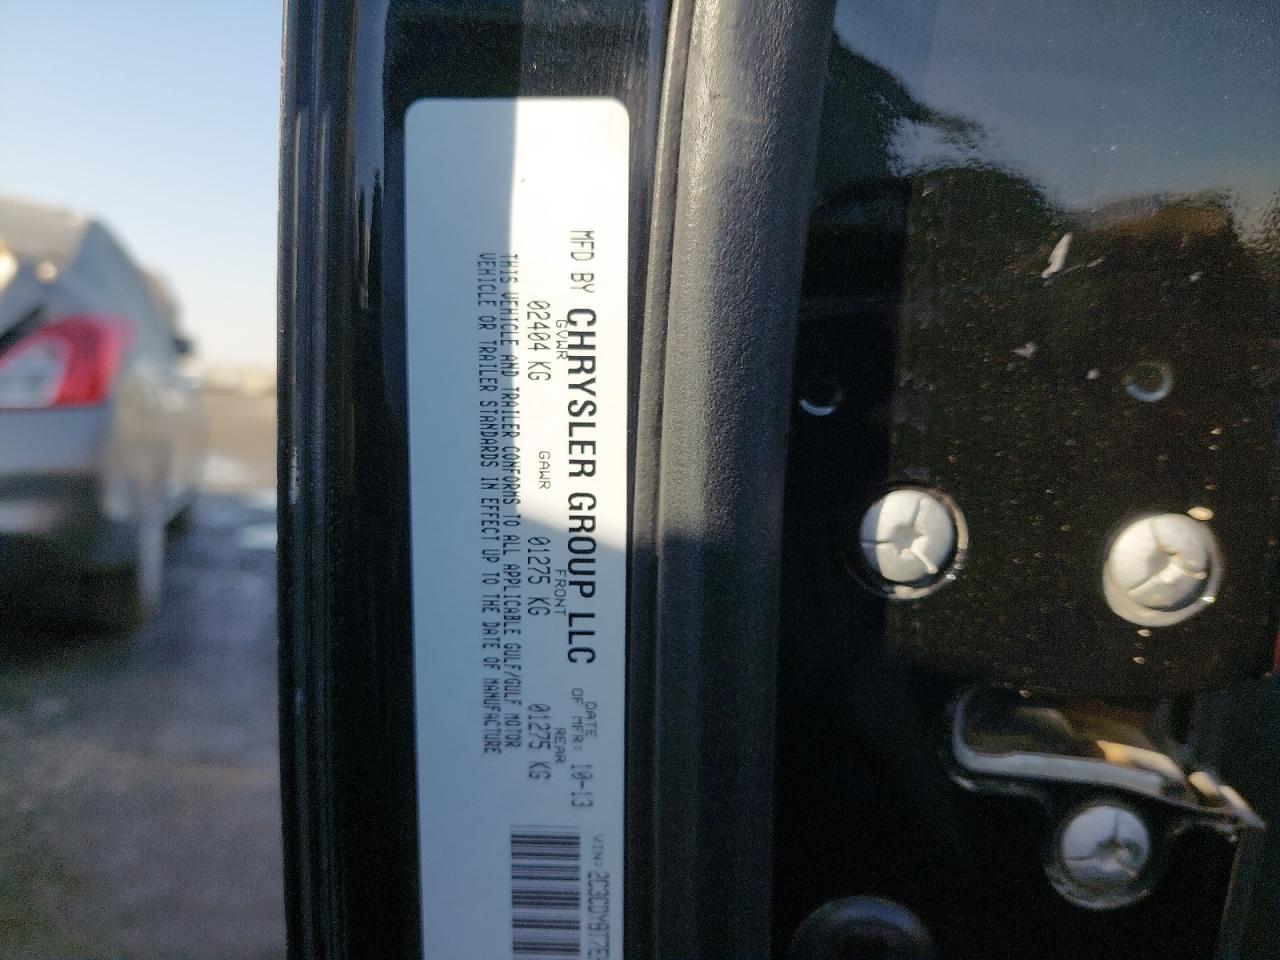 MFD BY CHRYSLER GROUP LLC
DATE OF MFR: 10-13
VIN:
GVWR
02404 KG
GAWR
FRONT
01275 KG
REAR
01275 KG
THIS VEHICLE AND TRAILER CONFORMS TO ALL APPLICABLE GULF/GULF MOTOR
VEHICLE OR TRAILER STANDARDS IN EFFECT UP TO THE DATE OF MANUFACTURE